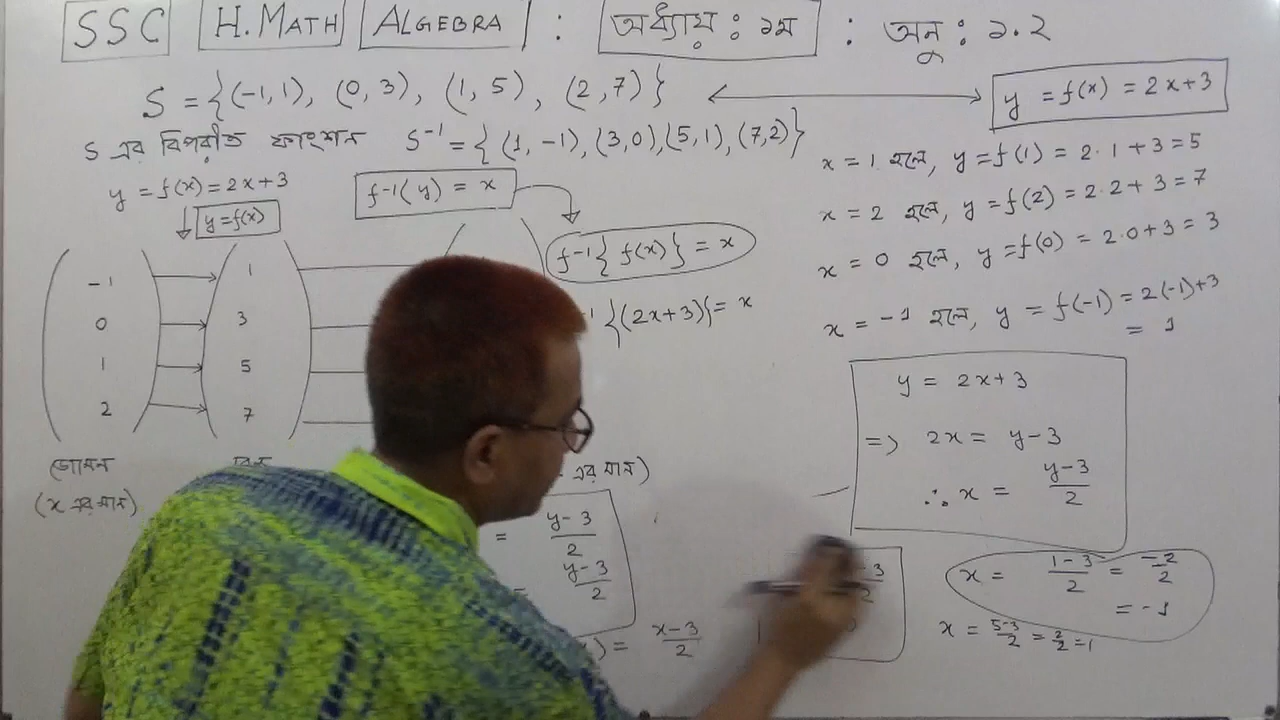 SSC H. MATH ALGEBRA : অধ্যায় : ১ম : অনু : ১.২
S = {(-1, 1), (0, 3), (1, 5), (2, 7)}
y = f(x) = 2x+3
S এর বিপরীত ফাংশন S⁻¹ = {(1, -1), (3, 0), (5, 1), (7, 2)}
y = f(x) = 2x+3
f⁻¹(y) = x
y = f(x)
f⁻¹{f(x)} = x
{(2x+3)} = x
-1
0
1
2
1
3
5
7
ডোমেন
(x এর মান)
এর মান)
= y-3/2
= y-3/2
) = x-3/2
x = 1 হলে, y = f(1) = 2·1+3 = 5
x = 2 হলে, y = f(2) = 2·2+3 = 7
x = 0 হলে, y = f(0) = 2·0+3 = 3
x = -1 হলে, y = f(-1) = 2(-1)+3
= 1
y = 2x+3
=> 2x = y-3
∴ x = y-3/2
x = 1-3/2 = -2/2
= -1
x = 5-3/2 = 2/2 = 1